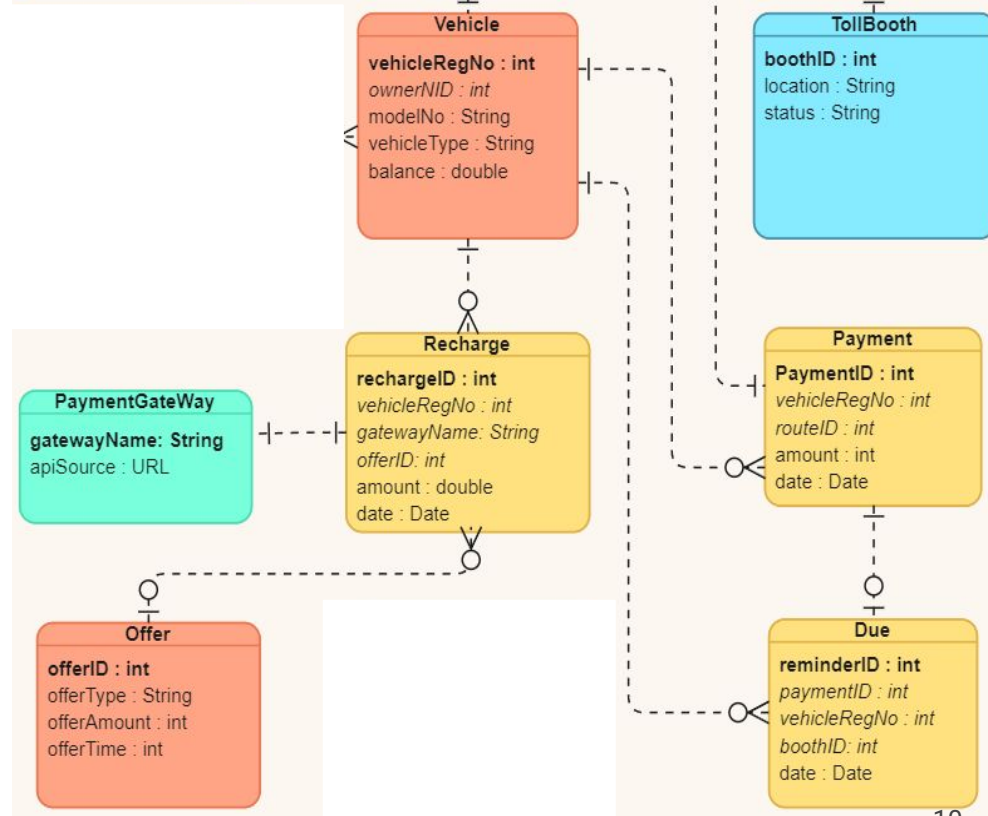 Vehicle
vehicleRegNo : int
ownerNID : int
modelNo : String
vehicleType : String
balance : double
TollBooth
boothID : int
location : String
status : String
Recharge
rechargeID : int
vehicleRegNo : int
gatewayName: String
offerID: int
amount : double
date : Date
Payment
PaymentID : int
vehicleRegNo : int
routeID : int
amount : int
date : Date
PaymentGateWay
gatewayName: String
apiSource : URL
Offer
offerID : int
offerType : String
offerAmount : int
offerTime : int
Due
reminderID : int
paymentID : int
vehicleRegNo : int
boothID: int
date : Date